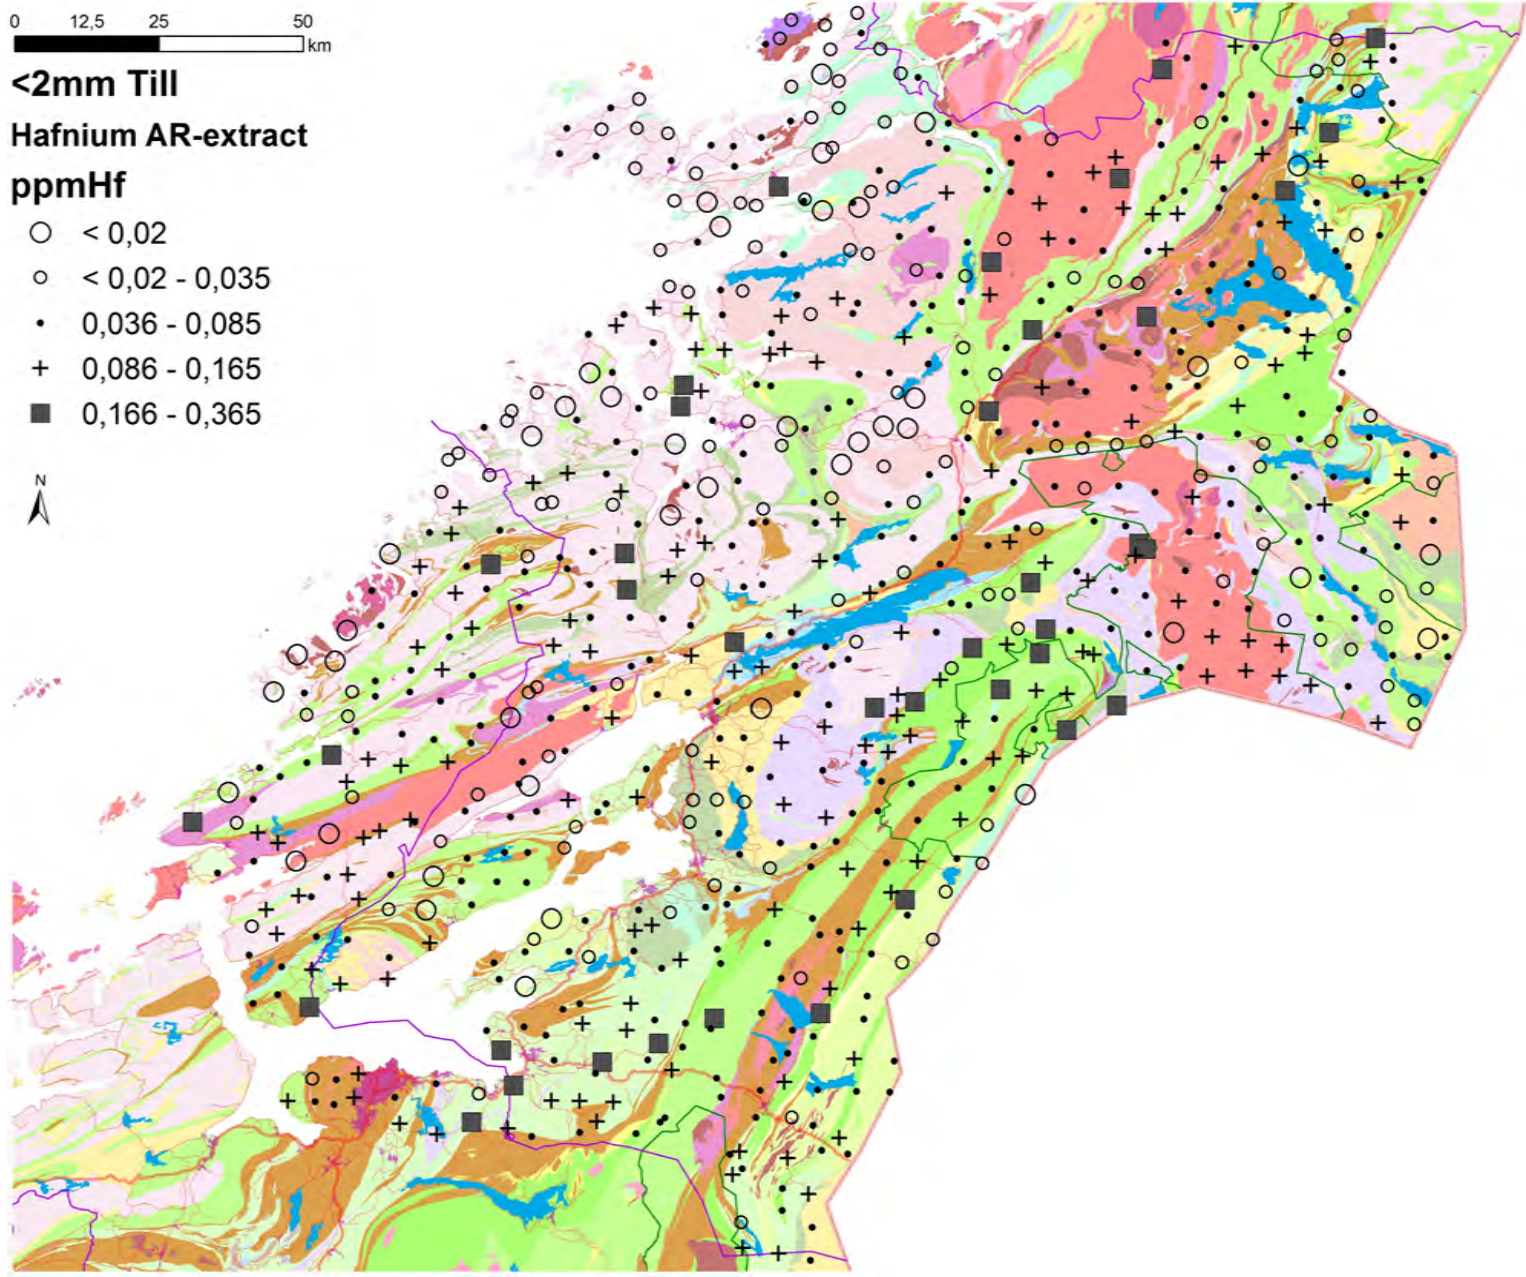 0 12,5 25 50
km
<2mm Till
Hafnium AR-extract
ppmHf
< 0,02
< 0,02 - 0,035
0,036 - 0,085
0,086 - 0,165
0,166 - 0,365
N